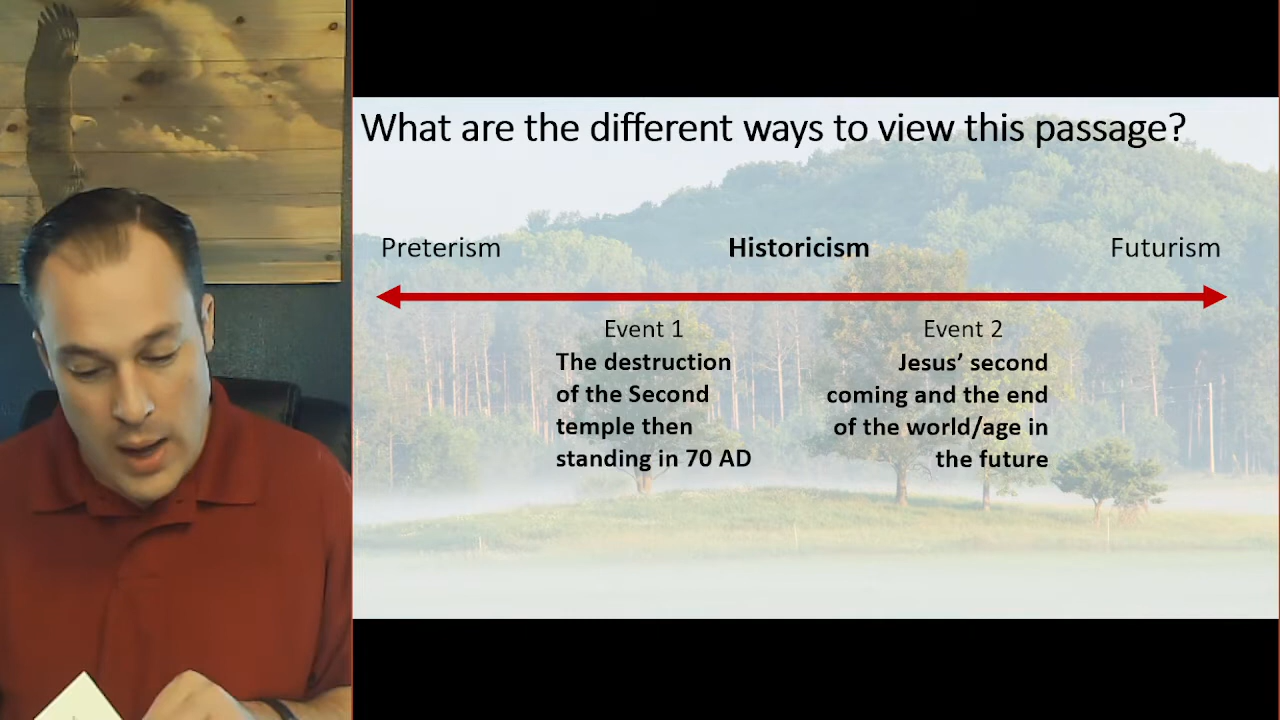 What are the different ways to view this passage?
Preterism
Historicism
Futurism
Event 1
The destruction
of the Second
temple then
standing in 70 AD
Event 2
Jesus’ second
coming and the end
of the world/age in
the future